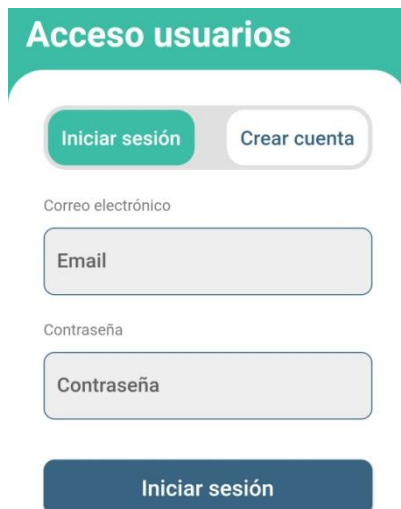 Acceso usuarios
Iniciar sesión Crear cuenta
Correo electrónico
Email
Contraseña
Contraseña
Iniciar sesión